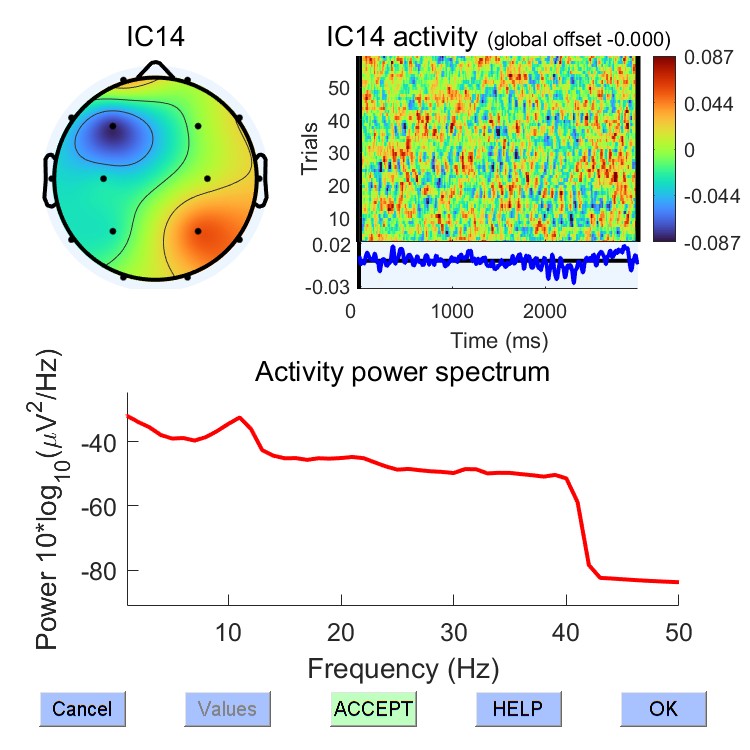 IC14
IC14 activity (global offset -0.000)
Trials
50
40
30
20
10
0.087
0.044
0
-0.044
-0.087
0.02
-0.03
0
1000
2000
Time (ms)
Activity power spectrum
Power 10*log10(μV2/Hz)
-40
-60
-80
10
20
30
40
50
Frequency (Hz)
Cancel
Values
ACCEPT
HELP
OK